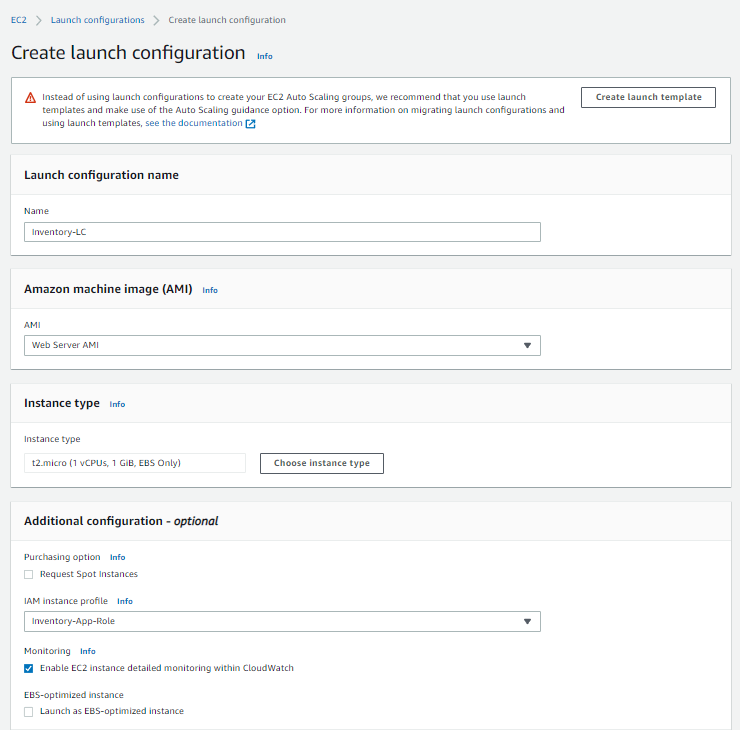 EC2 > Launch configurations > Create launch configuration
Create launch configuration Info
Instead of using launch configurations to create your EC2 Auto Scaling groups, we recommend that you use launch
templates and make use of the Auto Scaling guidance option. For more information on migrating launch configurations and
using launch templates, see the documentation
Create launch template
Launch configuration name
Name
Inventory-LC
Amazon machine image (AMI) Info
AMI
Web Server AMI
Instance type Info
Instance type
t2.micro (1 vCPUs, 1 GiB, EBS Only)
Choose instance type
Additional configuration - optional
Purchasing option Info
Request Spot Instances
IAM instance profile Info
Inventory-App-Role
Monitoring Info
Enable EC2 instance detailed monitoring within CloudWatch
EBS-optimized instance
Launch as EBS-optimized instance